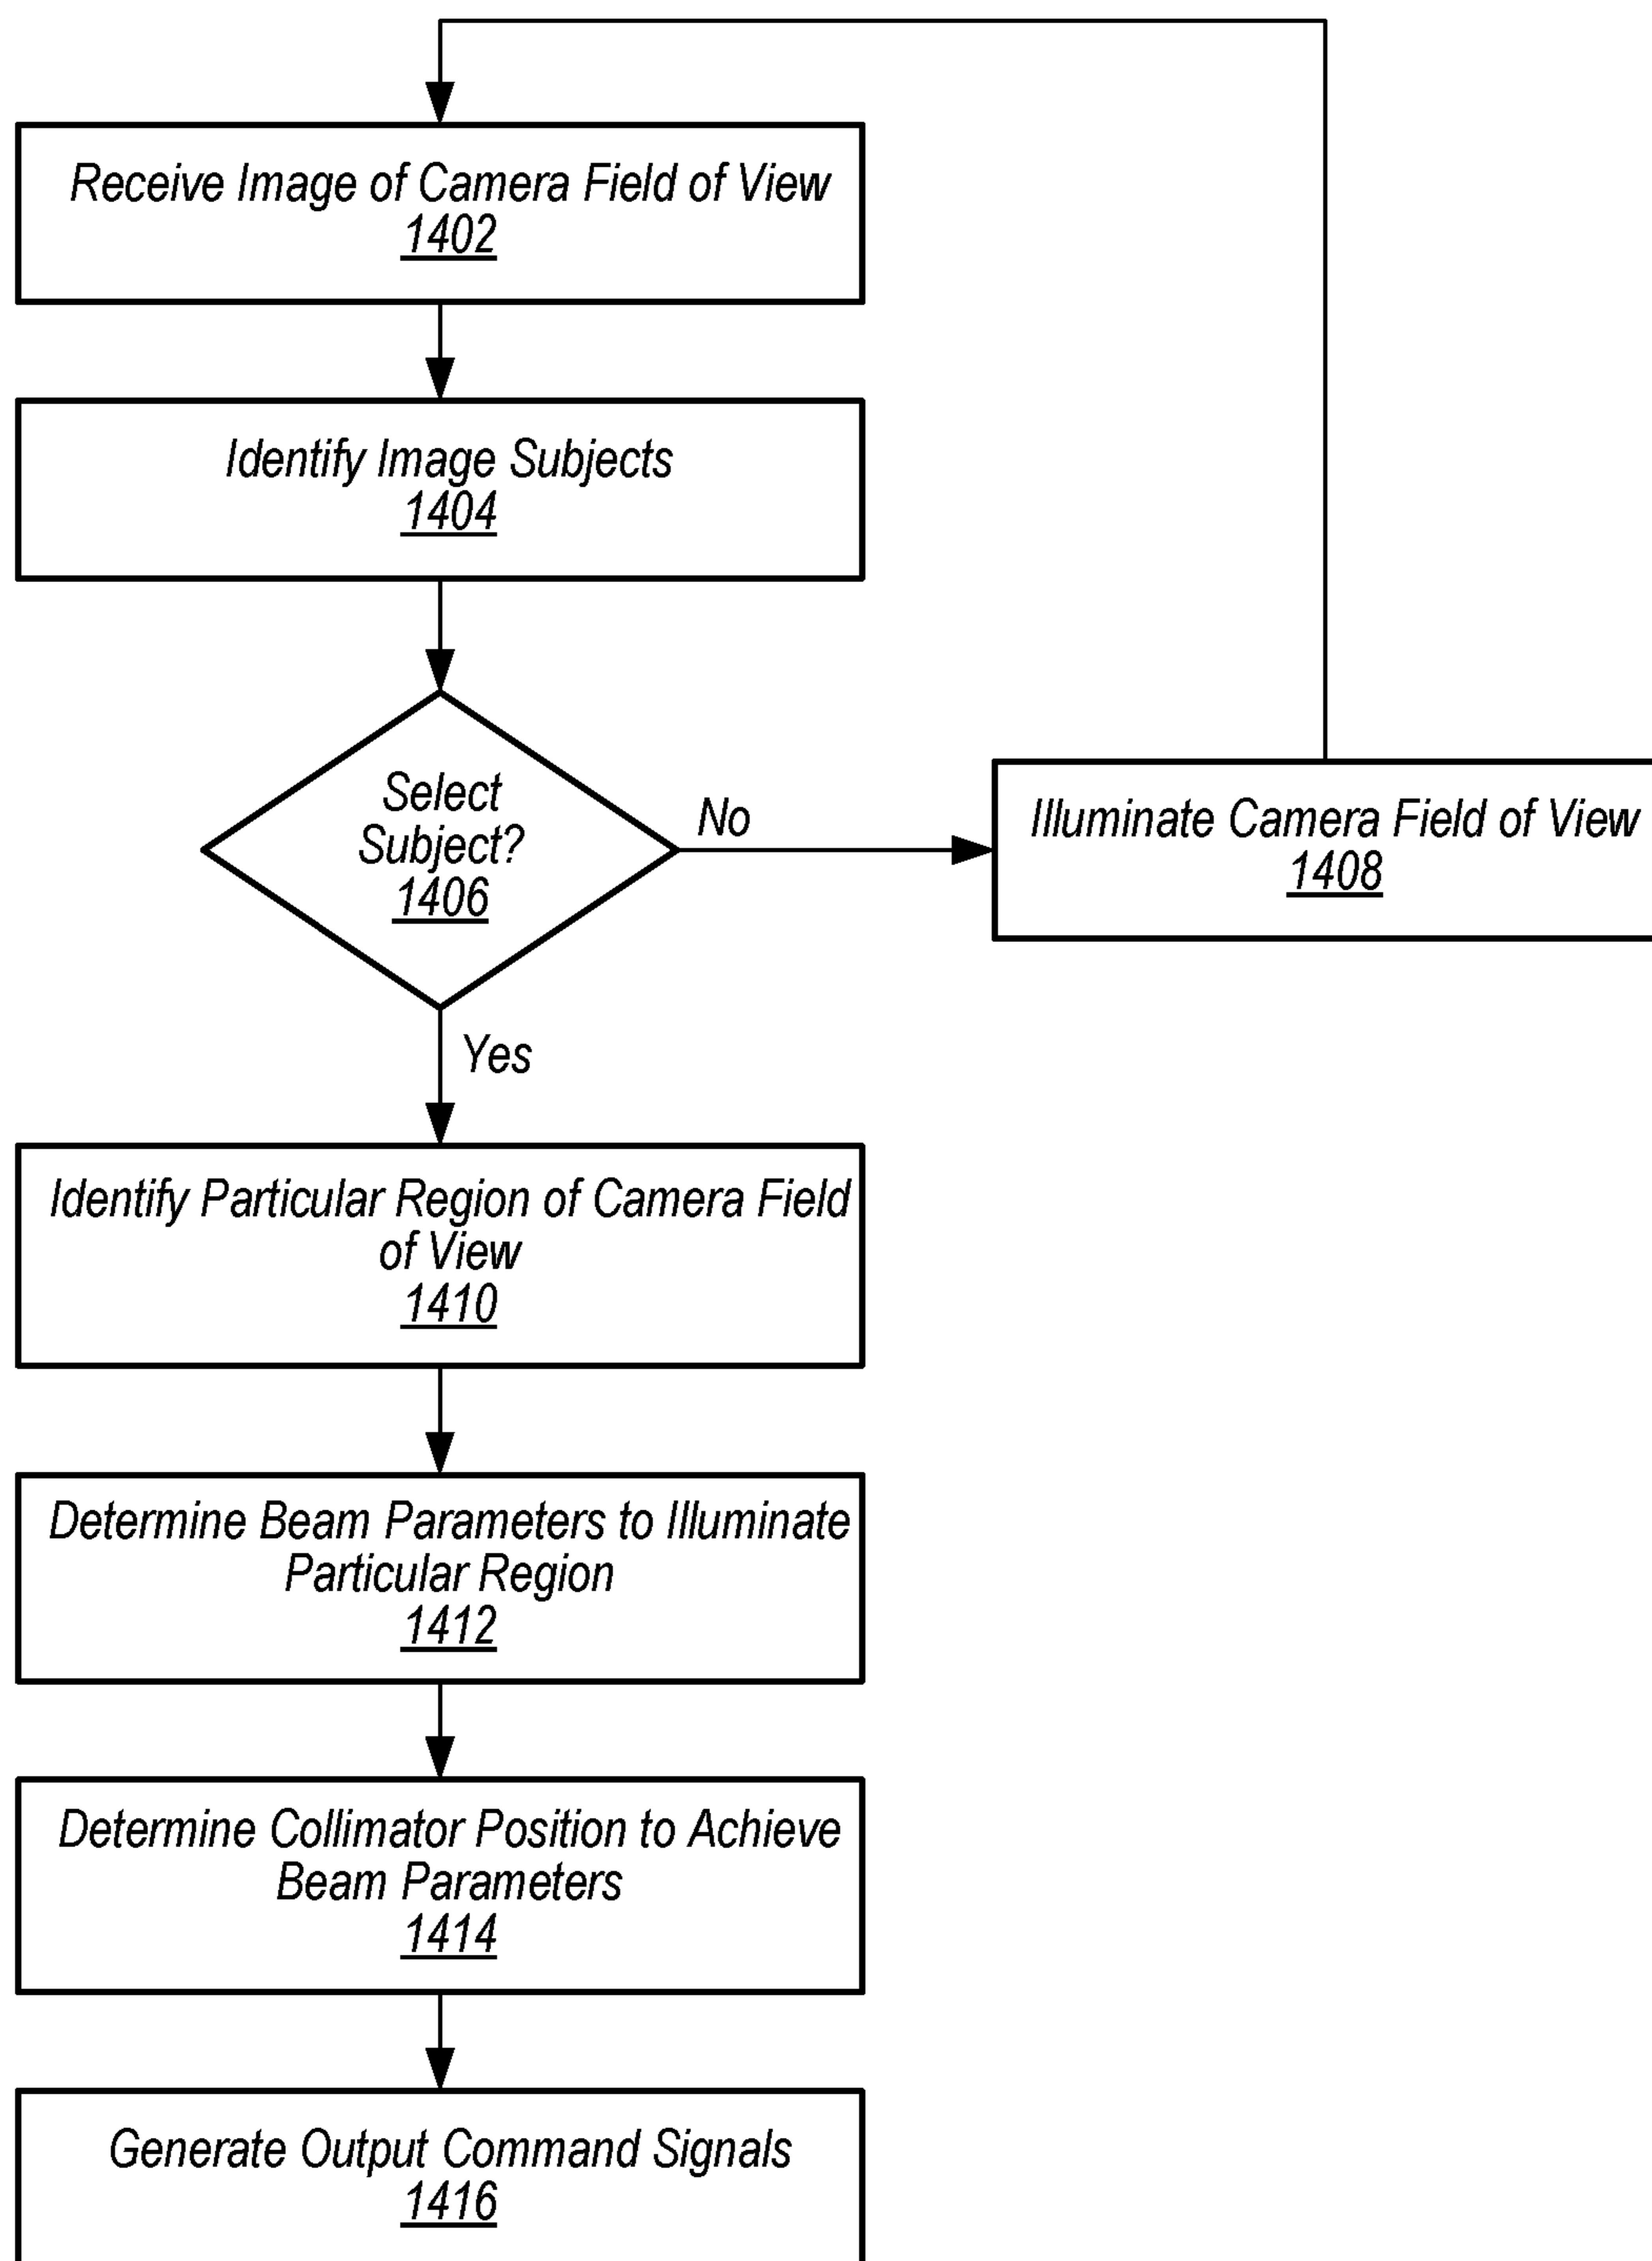 Receive Image of Camera Field of View
1402
Identify Image Subjects
1404
Select
Subject?
1406
No
Illuminate Camera Field of View
1408
Yes
Identify Particular Region of Camera Field
of View
1410
Determine Beam Parameters to Illuminate
Particular Region
1412
Determine Collimator Position to Achieve
Beam Parameters
1414
Generate Output Command Signals
1416